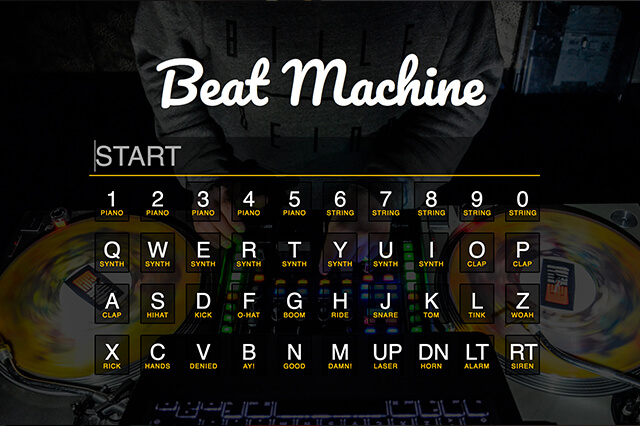 Beat Machine
START
1 2 3 4 5 6 7 8 9 0
PIANO PIANO PIANO PIANO PIANO STRING STRING STRING STRING STRING
Q W E R T Y U I O P
SYNTH SYNTH SYNTH SYNTH SYNTH SYNTH SYNTH SYNTH CLAP CLAP
A S D F G H J K L Z
CLAP HIHAT KICK O-HAT BOOM RIDE SNARE TOM TINK WOAH
X C V B N M UP DN LT RT
RICK HANDS DENIED AY! GOOD DAMN! LASER HORN ALARM SIREN